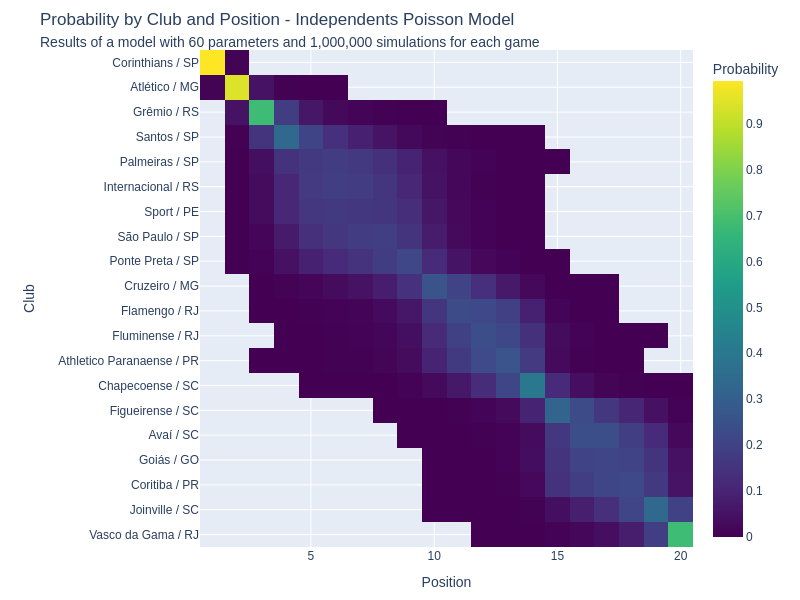 Probability by Club and Position - Independents Poisson Model
Results of a model with 60 parameters and 1,000,000 simulations for each game
Probability
Club
Corinthians / SP
Atlético / MG
Grêmio / RS
Santos / SP
Palmeiras / SP
Internacional / RS
Sport / PE
São Paulo / SP
Ponte Preta / SP
Cruzeiro / MG
Flamengo / RJ
Fluminense / RJ
Athletico Paranaense / PR
Chapecoense / SC
Figueirense / SC
Avaí / SC
Goiás / GO
Coritiba / PR
Joinville / SC
Vasco da Gama / RJ
0.9
0.8
0.7
0.6
0.5
0.4
0.3
0.2
0.1
0
5
10
15
20
Position